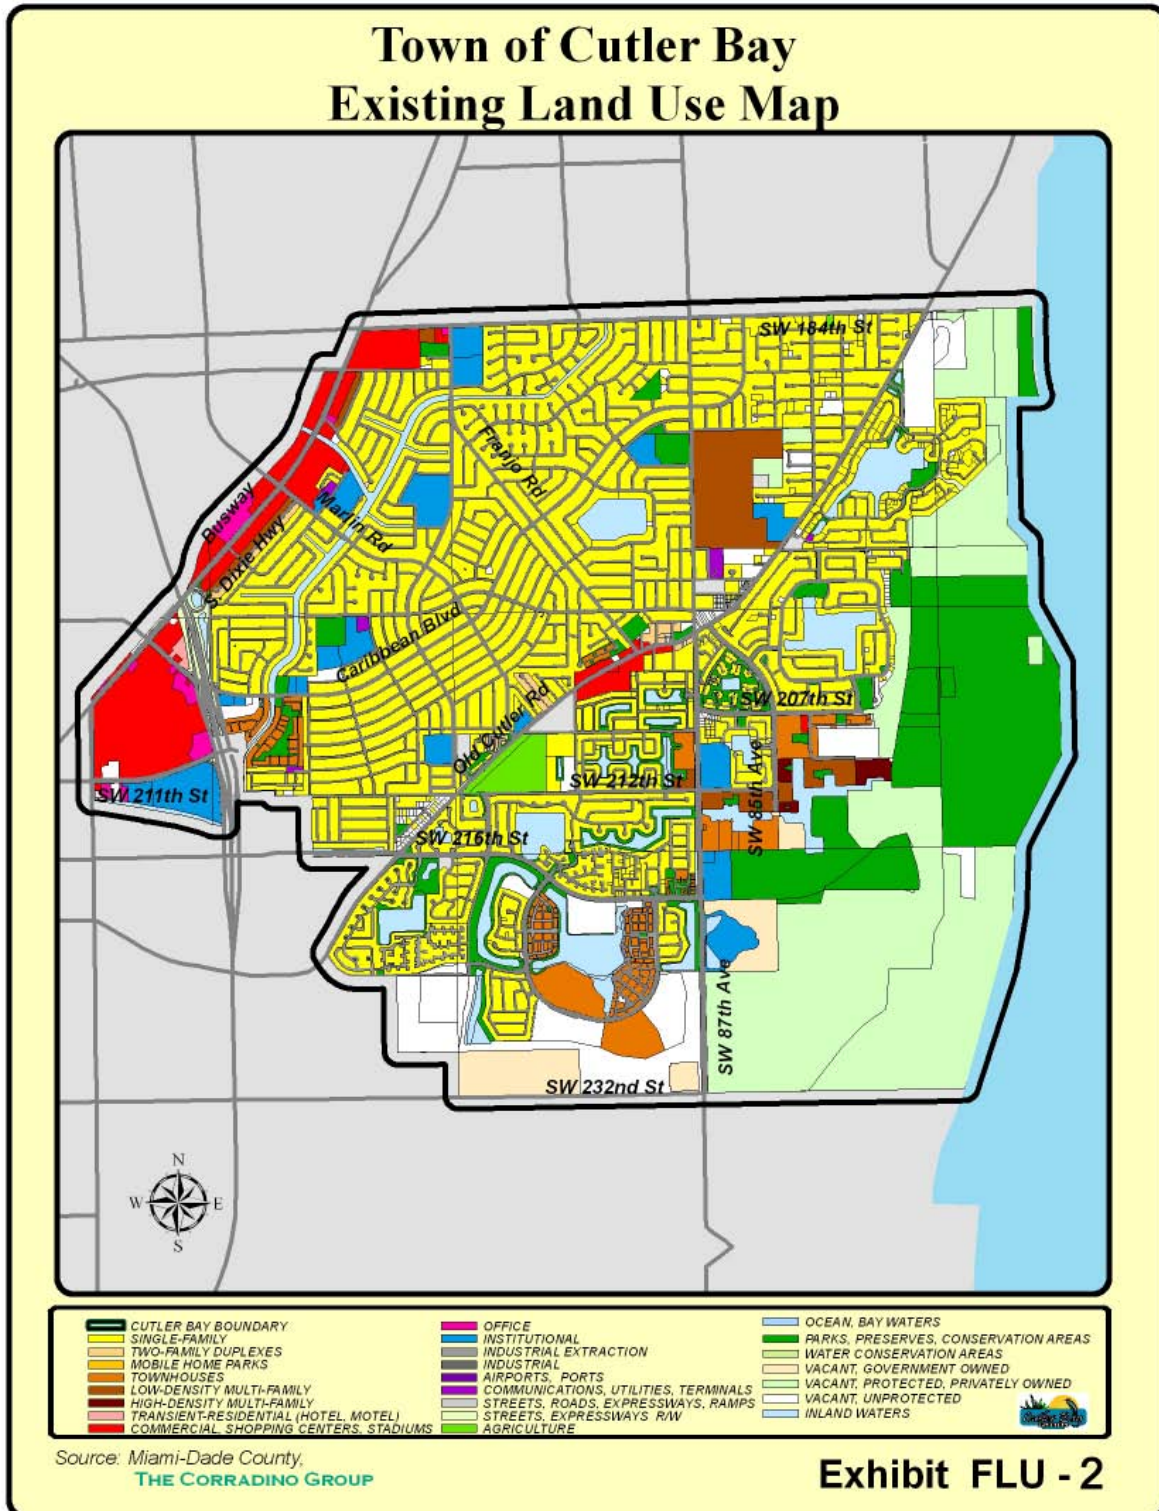 Town of Cutler Bay
Existing Land Use Map
SW 184th St
Franjo Rd
Busway
Marlin Rd
S. Dixie Hwy
Caribbean Blvd
SW 207th St
Old Cutler Rd
SW 212th St
SW 211th St
SW 85th Ave
SW 216th St
SW 87th Ave
SW 232nd St
N
W
E
S
CUTLER BAY BOUNDARY
SINGLE-FAMILY
TWO-FAMILY DUPLEXES
MOBILE HOME PARKS
TOWNHOUSES
LOW-DENSITY MULTI-FAMILY
HIGH-DENSITY MULTI-FAMILY
TRANSIENT-RESIDENTIAL (HOTEL, MOTEL)
COMMERCIAL, SHOPPING CENTERS, STADIUMS
OFFICE
INSTITUTIONAL
INDUSTRIAL EXTRACTION
INDUSTRIAL
AIRPORTS, PORTS
COMMUNICATIONS, UTILITIES, TERMINALS
STREETS, ROADS, EXPRESSWAYS, RAMPS
STREETS, EXPRESSWAYS R/W
AGRICULTURE
OCEAN, BAY WATERS
PARKS, PRESERVES, CONSERVATION AREAS
WATER CONSERVATION AREAS
VACANT, GOVERNMENT OWNED
VACANT, PROTECTED, PRIVATELY OWNED
VACANT, UNPROTECTED
INLAND WATERS
Source: Miami-Dade County,
THE CORRADINO GROUP
Exhibit FLU - 2